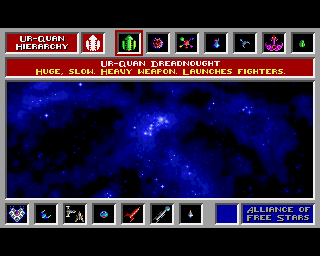 Ur-Quan
Hierarchy
Ur-Quan Dreadnought
Huge, slow. Heavy weapon. Launches fighters.
Alliance of
Free Stars